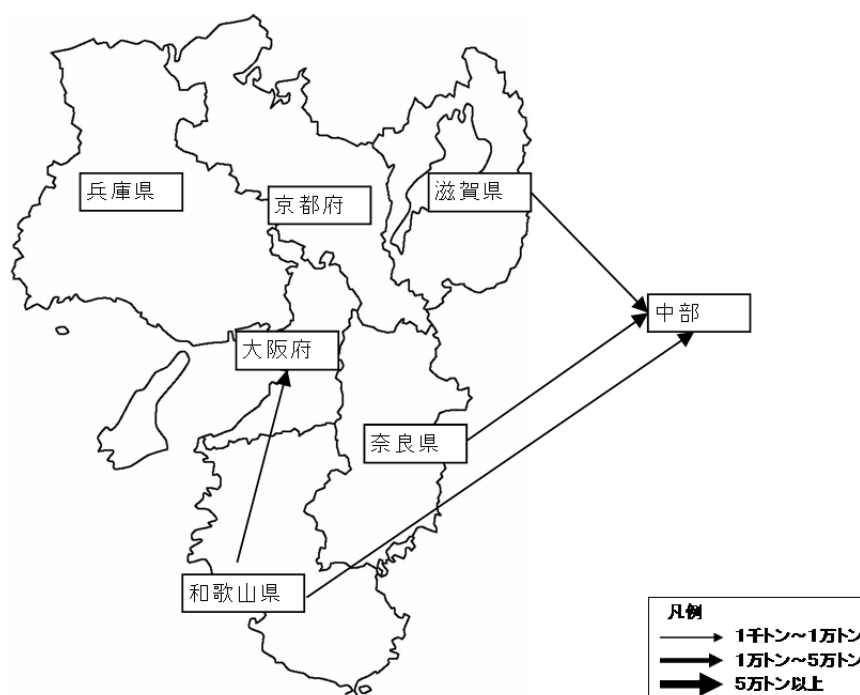 兵庫県
京都府
滋賀県
中部
大阪府
奈良県
和歌山県
凡例
1千トン～1万トン
1万トン～5万トン
5万トン以上